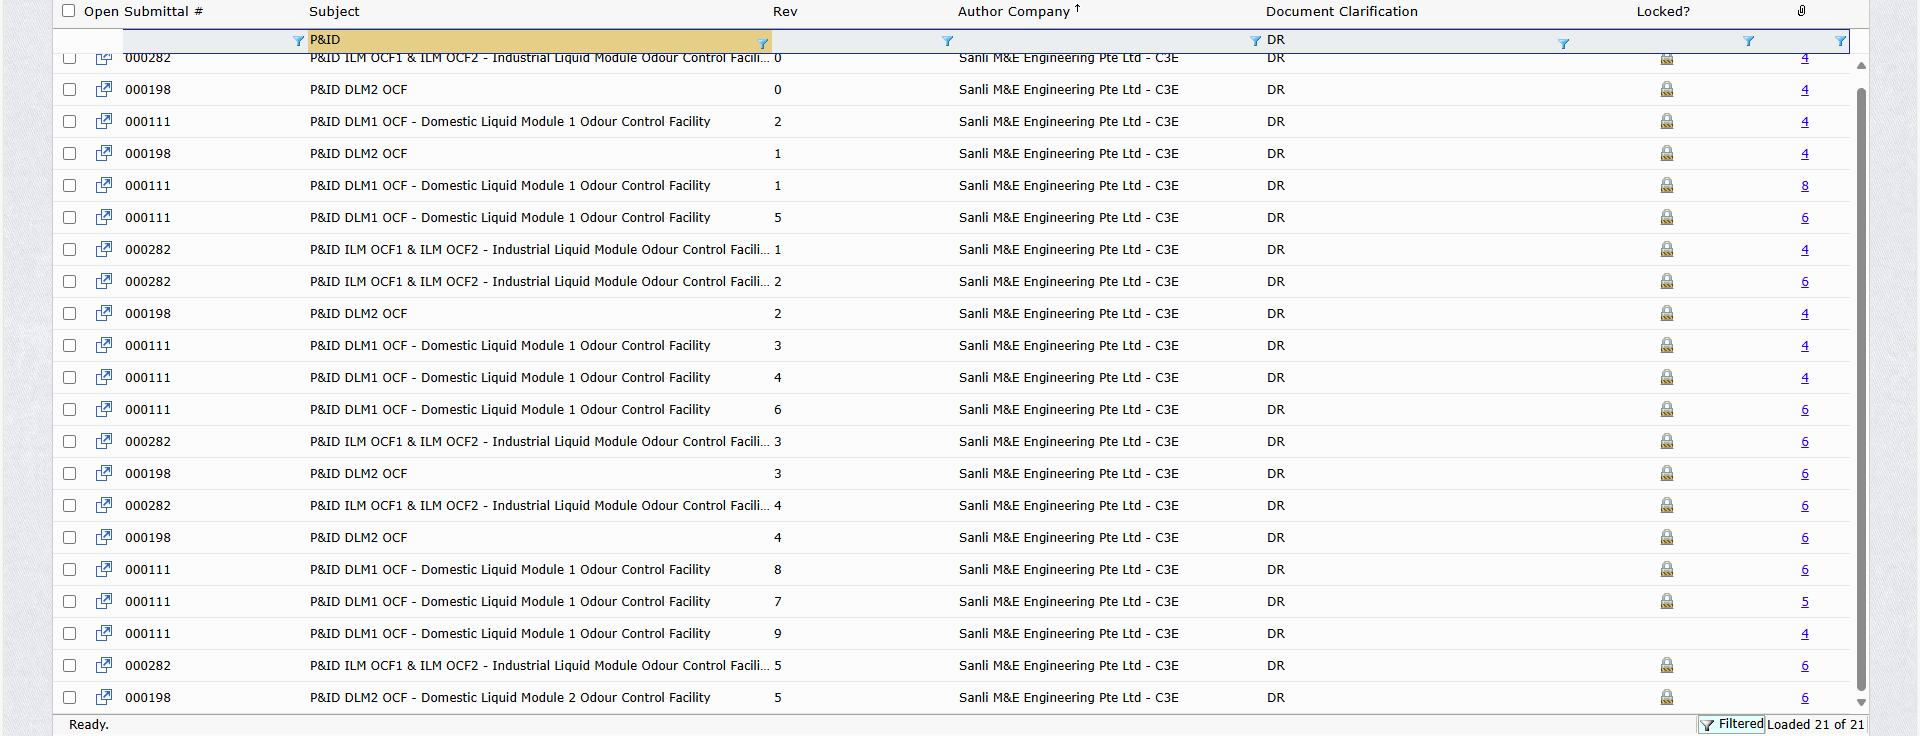 Open Submittal # Subject Rev Author Company ↑ Document Clarification Locked?
P&ID DR
000282 P&ID ILM OCF1 & ILM OCF2 - Industrial Liquid Module Odour Control Facili... 0 Sanli M&E Engineering Pte Ltd - C3E DR 4
000198 P&ID DLM2 OCF 0 Sanli M&E Engineering Pte Ltd - C3E DR 4
000111 P&ID DLM1 OCF - Domestic Liquid Module 1 Odour Control Facility 2 Sanli M&E Engineering Pte Ltd - C3E DR 4
000198 P&ID DLM2 OCF 1 Sanli M&E Engineering Pte Ltd - C3E DR 4
000111 P&ID DLM1 OCF - Domestic Liquid Module 1 Odour Control Facility 1 Sanli M&E Engineering Pte Ltd - C3E DR 8
000111 P&ID DLM1 OCF - Domestic Liquid Module 1 Odour Control Facility 5 Sanli M&E Engineering Pte Ltd - C3E DR 6
000282 P&ID ILM OCF1 & ILM OCF2 - Industrial Liquid Module Odour Control Facili... 1 Sanli M&E Engineering Pte Ltd - C3E DR 4
000282 P&ID ILM OCF1 & ILM OCF2 - Industrial Liquid Module Odour Control Facili... 2 Sanli M&E Engineering Pte Ltd - C3E DR 6
000198 P&ID DLM2 OCF 2 Sanli M&E Engineering Pte Ltd - C3E DR 4
000111 P&ID DLM1 OCF - Domestic Liquid Module 1 Odour Control Facility 3 Sanli M&E Engineering Pte Ltd - C3E DR 4
000111 P&ID DLM1 OCF - Domestic Liquid Module 1 Odour Control Facility 4 Sanli M&E Engineering Pte Ltd - C3E DR 4
000111 P&ID DLM1 OCF - Domestic Liquid Module 1 Odour Control Facility 6 Sanli M&E Engineering Pte Ltd - C3E DR 6
000282 P&ID ILM OCF1 & ILM OCF2 - Industrial Liquid Module Odour Control Facili... 3 Sanli M&E Engineering Pte Ltd - C3E DR 6
000198 P&ID DLM2 OCF 3 Sanli M&E Engineering Pte Ltd - C3E DR 6
000282 P&ID ILM OCF1 & ILM OCF2 - Industrial Liquid Module Odour Control Facili... 4 Sanli M&E Engineering Pte Ltd - C3E DR 6
000198 P&ID DLM2 OCF 4 Sanli M&E Engineering Pte Ltd - C3E DR 6
000111 P&ID DLM1 OCF - Domestic Liquid Module 1 Odour Control Facility 8 Sanli M&E Engineering Pte Ltd - C3E DR 6
000111 P&ID DLM1 OCF - Domestic Liquid Module 1 Odour Control Facility 7 Sanli M&E Engineering Pte Ltd - C3E DR 5
000111 P&ID DLM1 OCF - Domestic Liquid Module 1 Odour Control Facility 9 Sanli M&E Engineering Pte Ltd - C3E DR 4
000282 P&ID ILM OCF1 & ILM OCF2 - Industrial Liquid Module Odour Control Facili... 5 Sanli M&E Engineering Pte Ltd - C3E DR 6
000198 P&ID DLM2 OCF - Domestic Liquid Module 2 Odour Control Facility 5 Sanli M&E Engineering Pte Ltd - C3E DR 6
Ready. Filtered Loaded 21 of 21